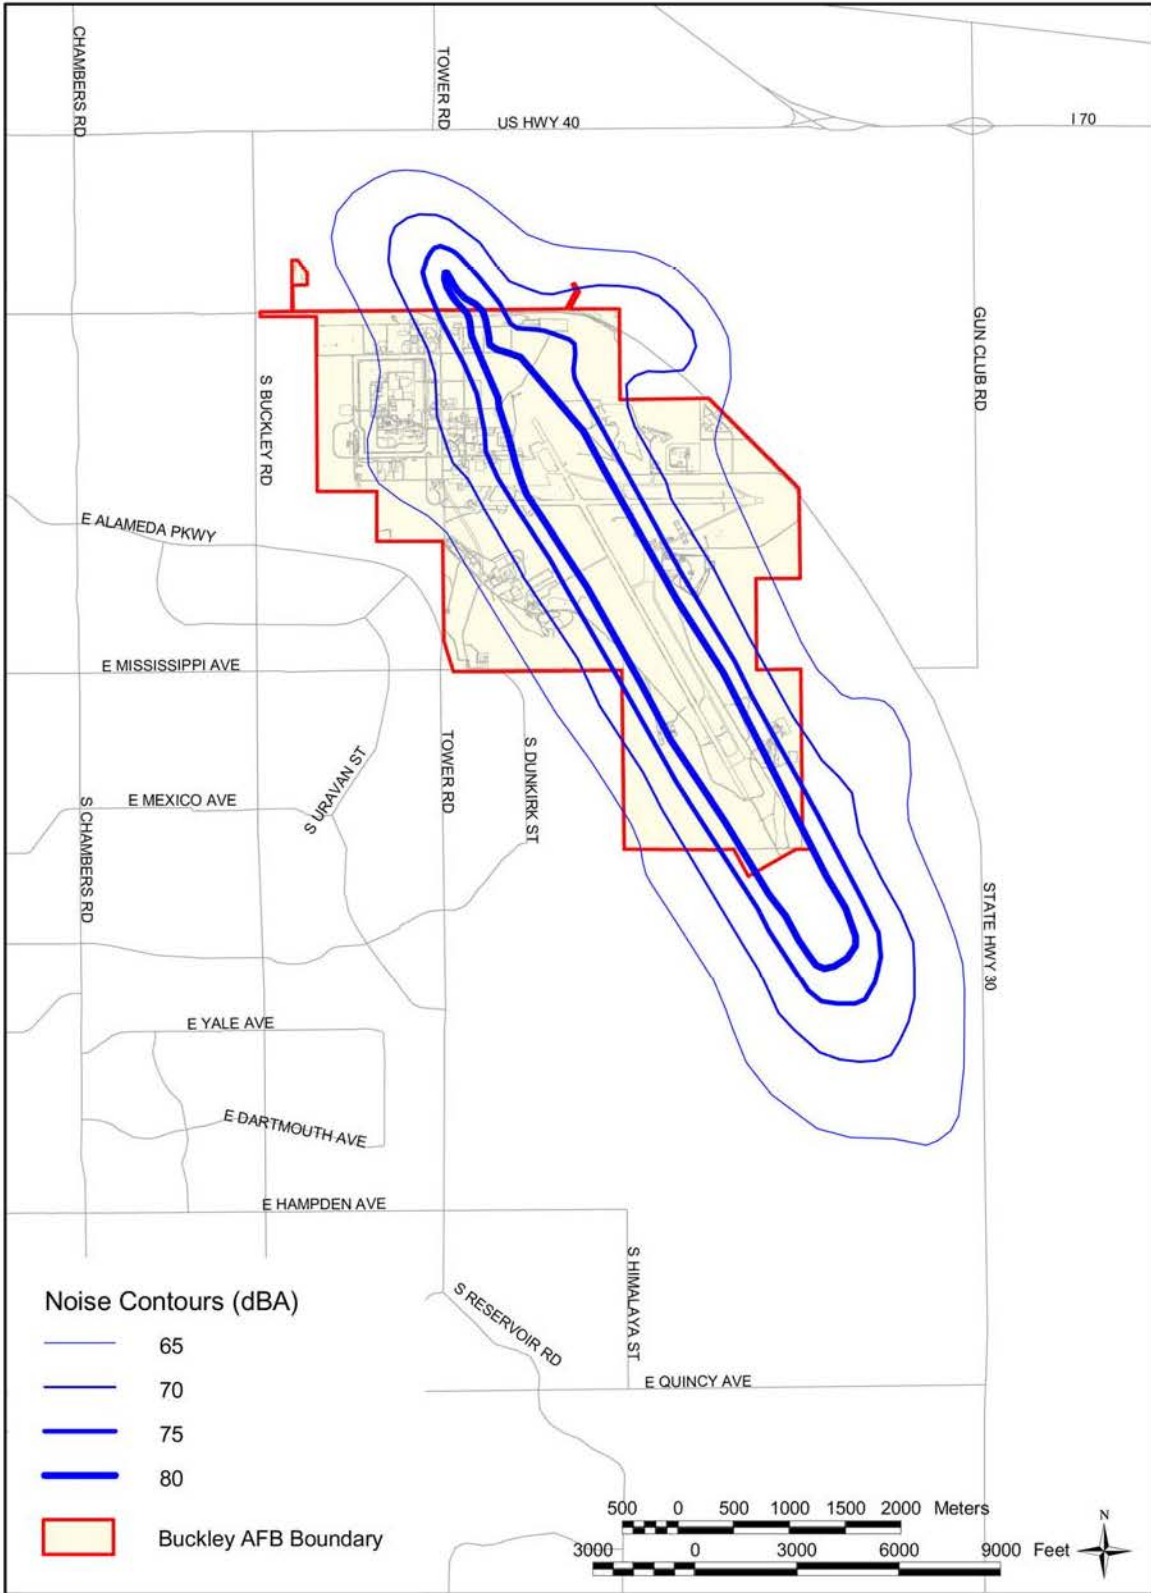 CHAMBERS RD
TOWER RD
US HWY 40
I 70
GUN CLUB RD
S BUCKLEY RD
E ALAMEDA PKWY
E MISSISSIPPI AVE
TOWER RD
S DUNKIRK ST
S URAVAN ST
E MEXICO AVE
S CHAMBERS RD
STATE HWY 30
E YALE AVE
E DARTMOUTH AVE
E HAMPDEN AVE
S HIMALAYA ST
S RESERVOIR RD
E QUINCY AVE
Noise Contours (dBA)
65
70
75
80
Buckley AFB Boundary
500 0 500 1000 1500 2000 Meters
3000 0 3000 6000 9000 Feet
N